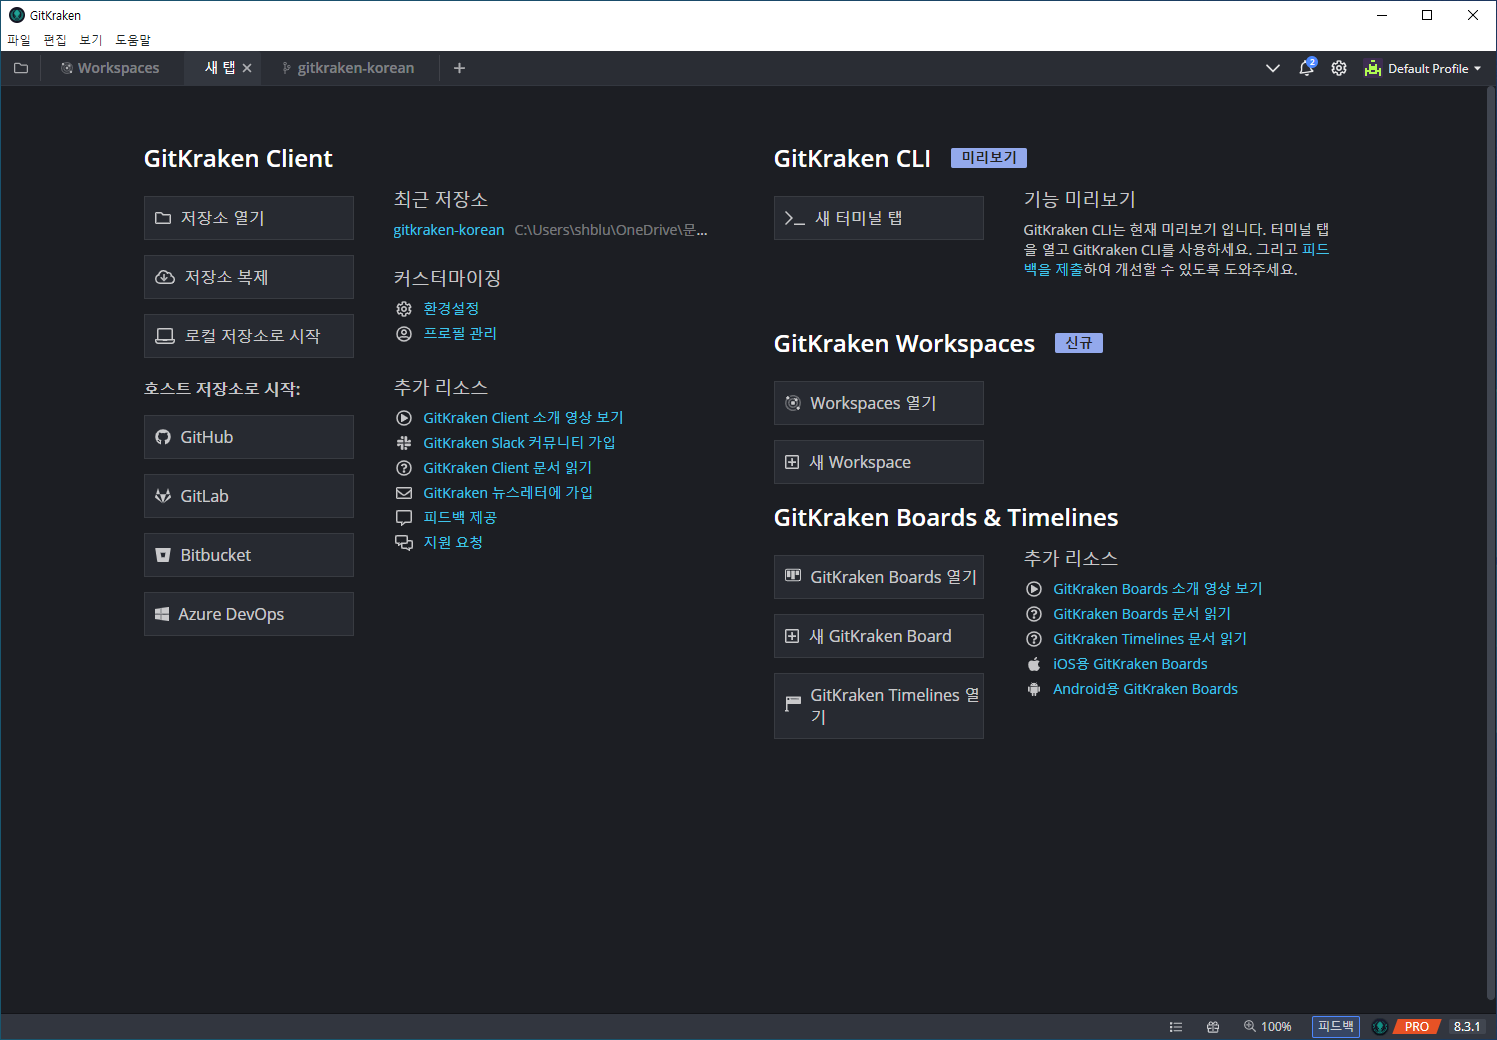 GitKraken
파일 편집 보기 도움말
Workspaces 새 탭 gitkraken-korean
2
Default Profile
GitKraken Client
저장소 열기
저장소 복제
로컬 저장소로 시작
호스트 저장소로 시작:
GitHub
GitLab
Bitbucket
Azure DevOps
최근 저장소
gitkraken-korean C:\Users\shblu\OneDrive\문...
커스터마이징
환경설정
프로필 관리
추가 리소스
GitKraken Client 소개 영상 보기
GitKraken Slack 커뮤니티 가입
GitKraken Client 문서 읽기
GitKraken 뉴스레터에 가입
피드백 제공
지원 요청
GitKraken CLI 미리보기
새 터미널 탭
기능 미리보기
GitKraken CLI는 현재 미리보기 입니다. 터미널 탭
을 열고 GitKraken CLI를 사용하세요. 그리고 피드
백을 제출하여 개선할 수 있도록 도와주세요.
GitKraken Workspaces 신규
Workspaces 열기
새 Workspace
GitKraken Boards & Timelines
GitKraken Boards 열기
새 GitKraken Board
GitKraken Timelines 열
기
추가 리소스
GitKraken Boards 소개 영상 보기
GitKraken Boards 문서 읽기
GitKraken Timelines 문서 읽기
iOS용 GitKraken Boards
Android용 GitKraken Boards
100% 피드백 PRO 8.3.1